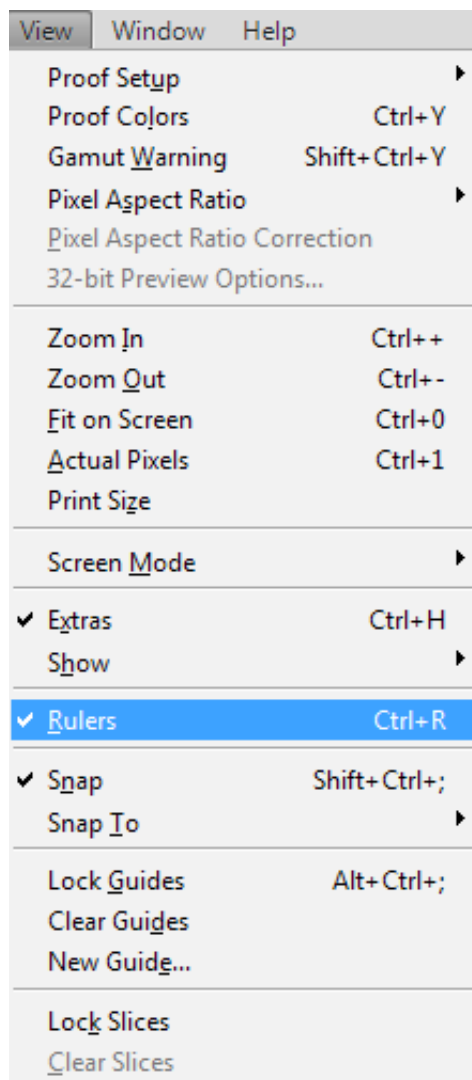 View Window Help
Proof Setup
Proof Colors Ctrl+Y
Gamut Warning Shift+Ctrl+Y
Pixel Aspect Ratio
Pixel Aspect Ratio Correction
32-bit Preview Options...
Zoom In Ctrl++
Zoom Out Ctrl+-
Fit on Screen Ctrl+0
Actual Pixels Ctrl+1
Print Size
Screen Mode
Extras Ctrl+H
Show
Rulers Ctrl+R
Snap Shift+Ctrl+;
Snap To
Lock Guides Alt+Ctrl+;
Clear Guides
New Guide...
Lock Slices
Clear Slices